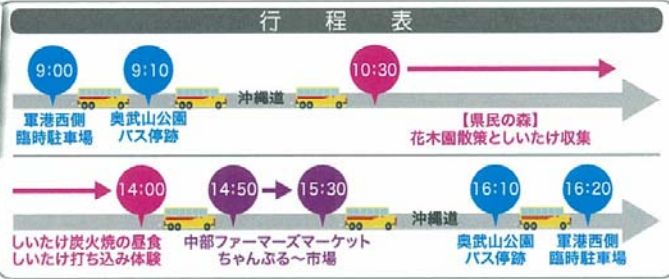 行程表
9:00
9:10
10:30
沖縄道
軍港西側
臨時駐車場
奥武山公園
バス停跡
【県民の森】
花木園散策としいたけ収集
14:00
14:50
15:30
16:10
16:20
沖縄道
しいたけ炭火焼の昼食
しいたけ打ち込み体験
中部ファーマーズマーケット
ちゃんぷる～市場
奥武山公園
バス停跡
軍港西側
臨時駐車場